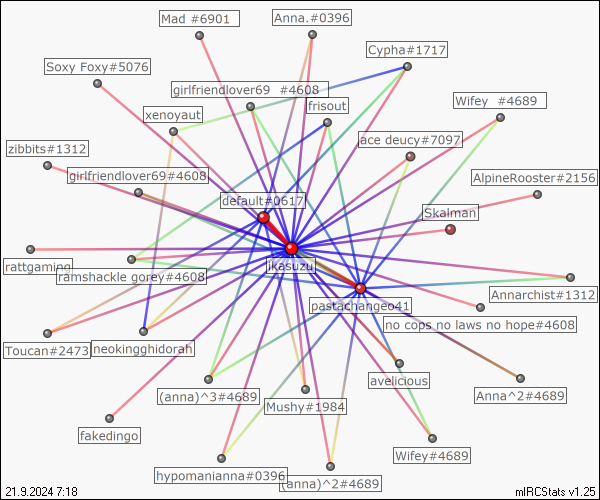 Mad #6901
Anna.#0396
Cypha#1717
Soxy Foxy#5076
girlfriendlover69 #4608
frisout
Wifey #4689
xenoyaut
ace deucy#7097
zibbits#1312
girlfriendlover69#4608
AlpineRooster#2156
default#0617
Skalman
jkasuzu
rattgaming
ramshackle gorey#4608
Annarchist#1312
pastachangeo41
no cops no laws no hope#4608
Toucan#2473
neokingghidorah
avelicious
(anna)^3#4689
Mushy#1984
Anna^2#4689
fakedingo
Wifey#4689
hypomanianna#0396
(anna)^2#4689
21.9.2024 7:18
mIRCStats v1.25